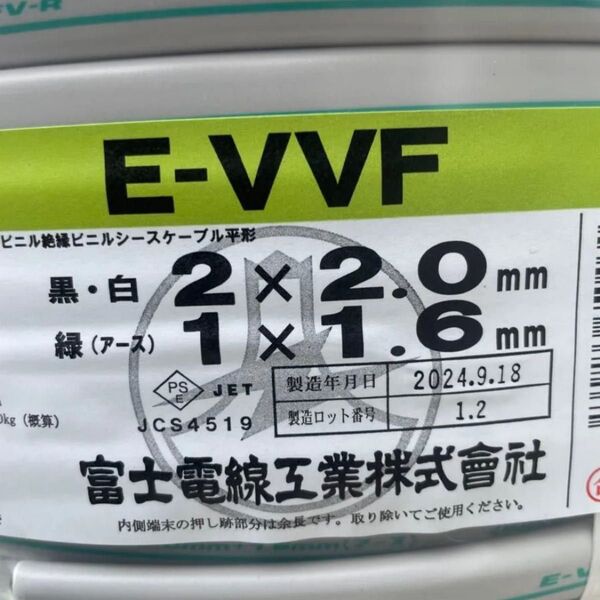 V-R
E-VVF
ビニル絶縁ビニルシースケーブル平形
黒・白 2×2.0mm
緑(アース) 1×1.6mm
PS E JET
製造年月日 2024.9.18
0kg(概算)
JCS4519
製造ロット番号 1.2
富士電線工業株式會社
内側端末の押し跡部分は余長です。取り除いてご使用ください。
E-V